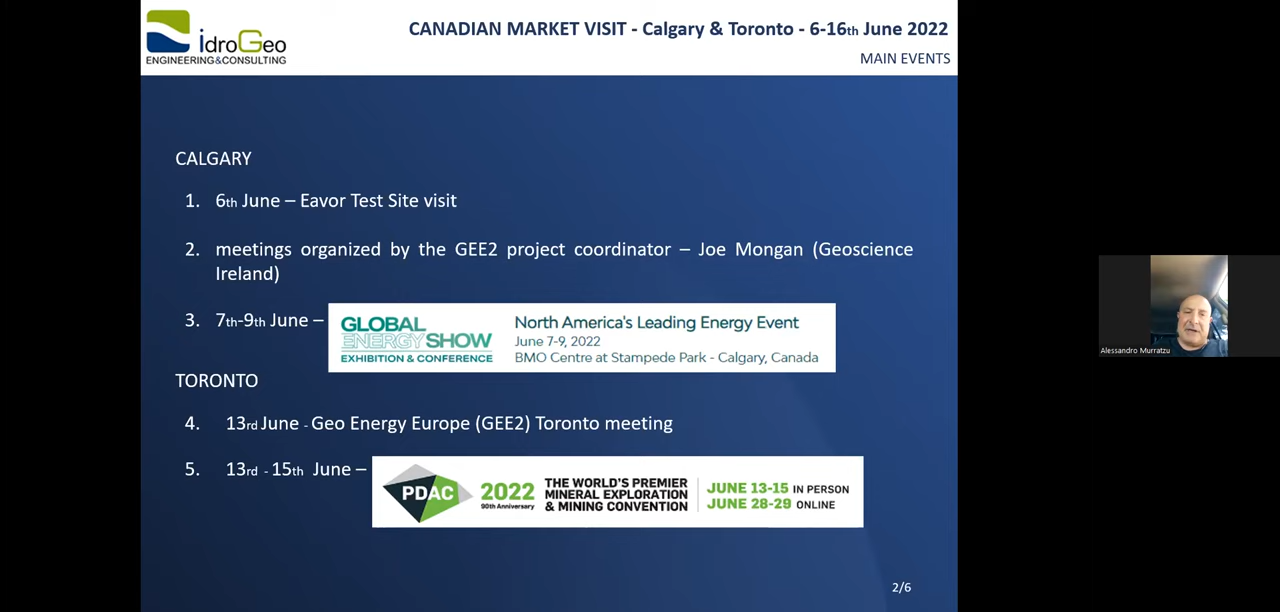 idroGeo
ENGINEERING&CONSULTING
CANADIAN MARKET VISIT - Calgary & Toronto - 6-16th June 2022
MAIN EVENTS
CALGARY
1. 6th June – Eavor Test Site visit
2. meetings organized by the GEE2 project coordinator – Joe Mongan (Geoscience
Ireland)
3. 7th-9th June –
GLOBAL
ENERGYSHOW
EXHIBITION & CONFERENCE
North America's Leading Energy Event
June 7-9, 2022
BMO Centre at Stampede Park - Calgary, Canada
TORONTO
4. 13rd June - Geo Energy Europe (GEE2) Toronto meeting
5. 13rd - 15th June –
PDAC
2022
90th Anniversary
THE WORLD'S PREMIER
MINERAL EXPLORATION
& MINING CONVENTION
JUNE 13-15 IN PERSON
JUNE 28-29 ONLINE
2/6
Alessandro Murratzu